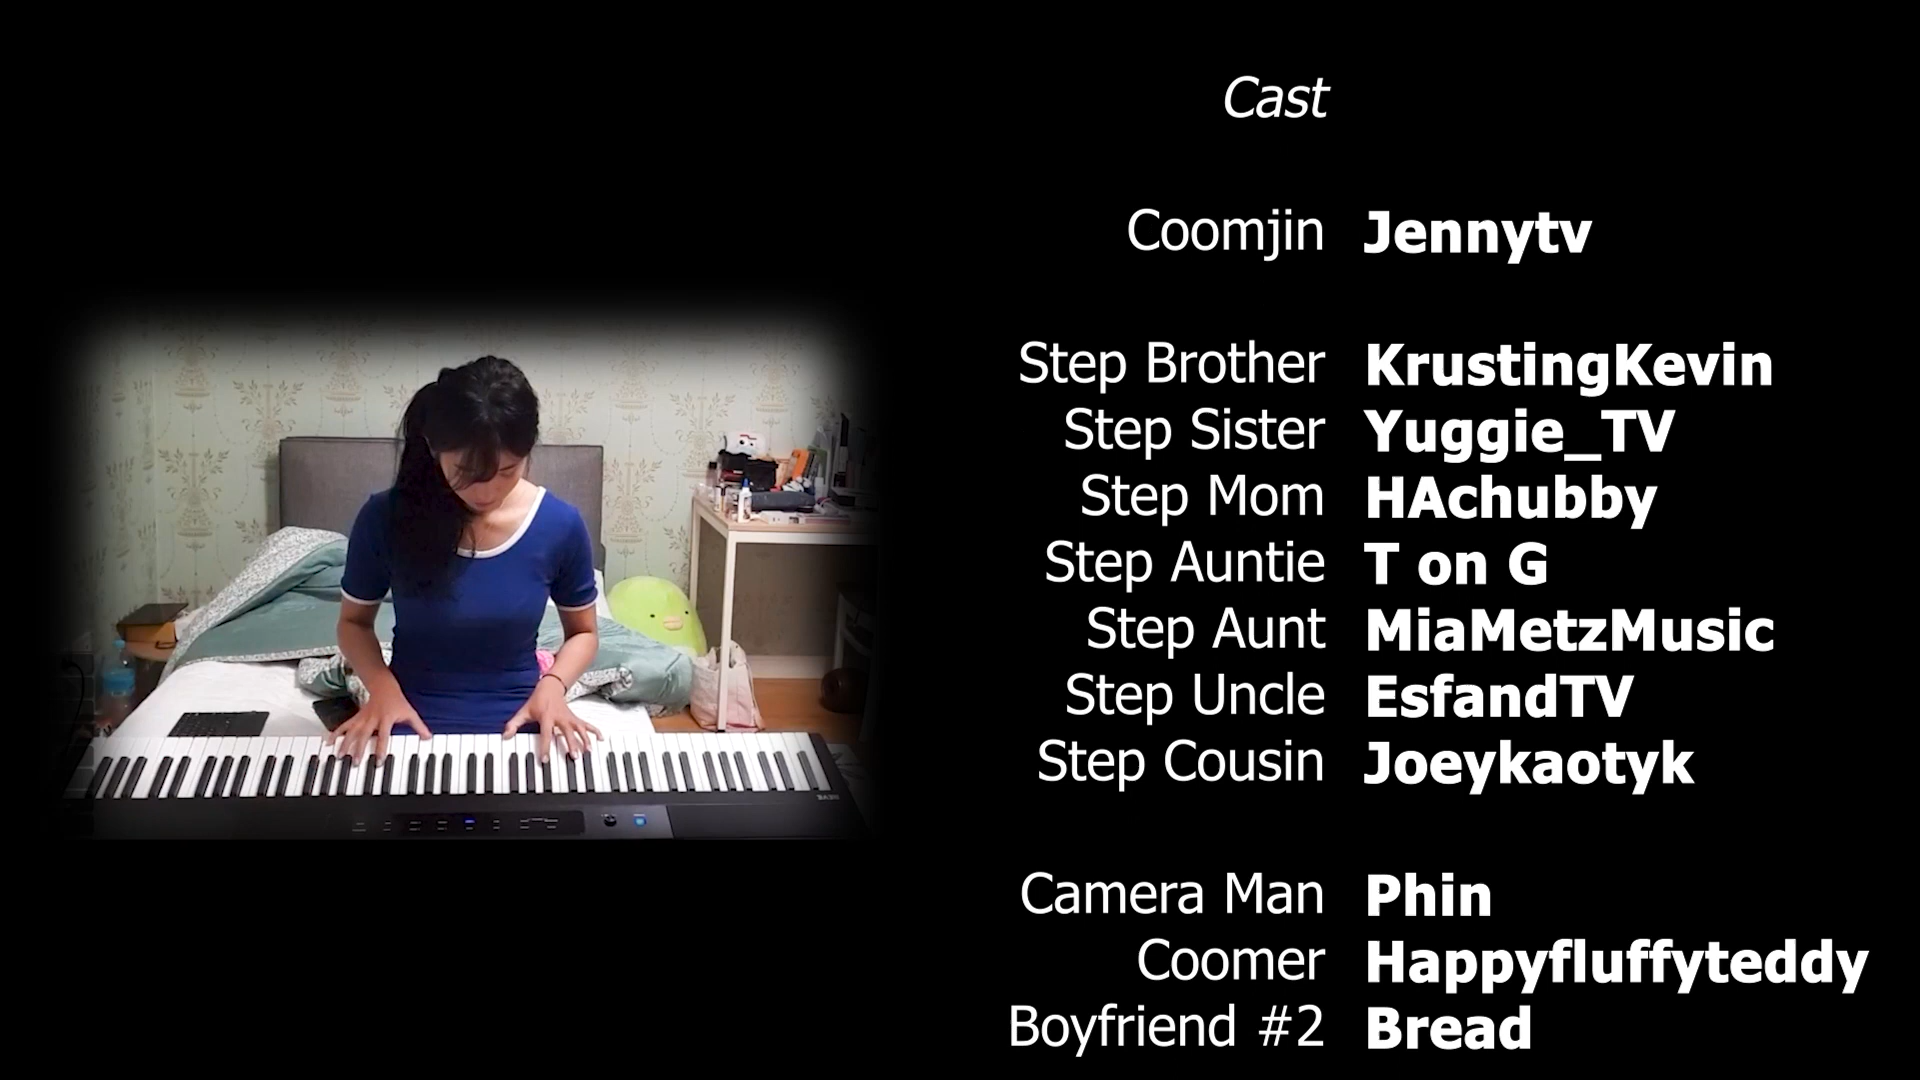 Cast
Coomjin Jennytv
Step Brother KrustingKevin
Step Sister Yuggie_TV
Step Mom HAchubby
Step Auntie T on G
Step Aunt MiaMetzMusic
Step Uncle EsfandTV
Step Cousin Joeykaotyk
Camera Man Phin
Coomer Happyfluffyteddy
Boyfriend #2 Bread